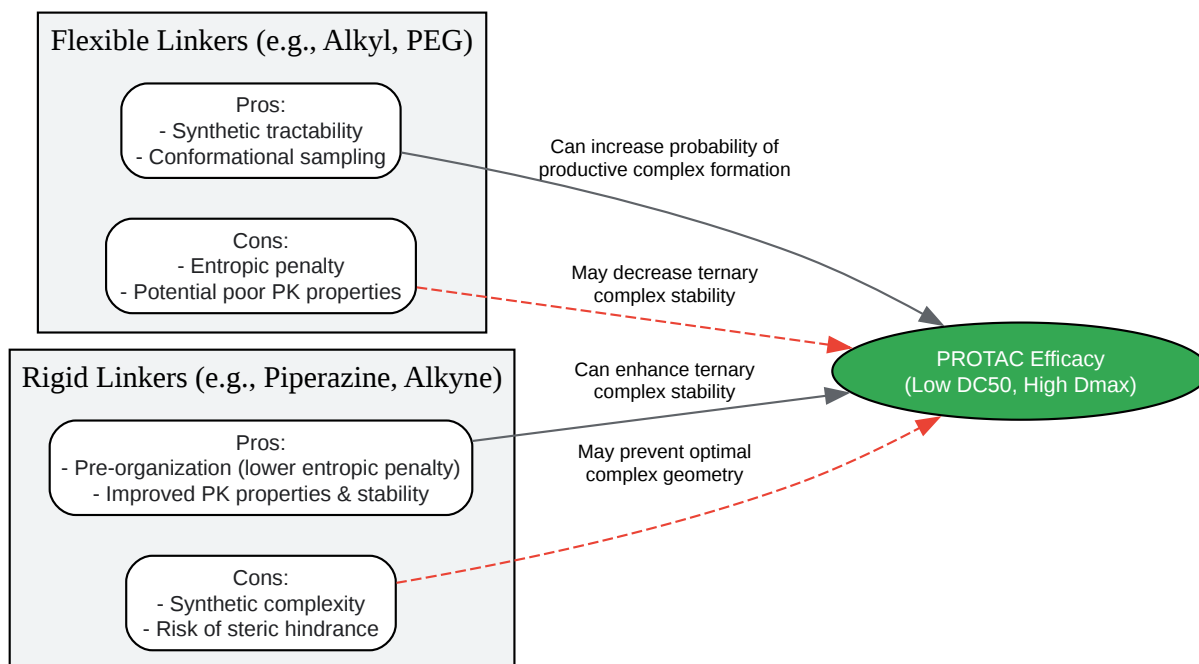 Flexible Linkers (e.g., Alkyl, PEG)
Pros:
- Synthetic tractability
- Conformational sampling
Cons:
- Entropic penalty
- Potential poor PK properties
Can increase probability of
productive complex formation
May decrease ternary
complex stability
Rigid Linkers (e.g., Piperazine, Alkyne)
Pros:
- Pre-organization (lower entropic penalty)
- Improved PK properties & stability
Cons:
- Synthetic complexity
- Risk of steric hindrance
Can enhance ternary
complex stability
May prevent optimal
complex geometry
PROTAC Efficacy
(Low DC50, High Dmax)